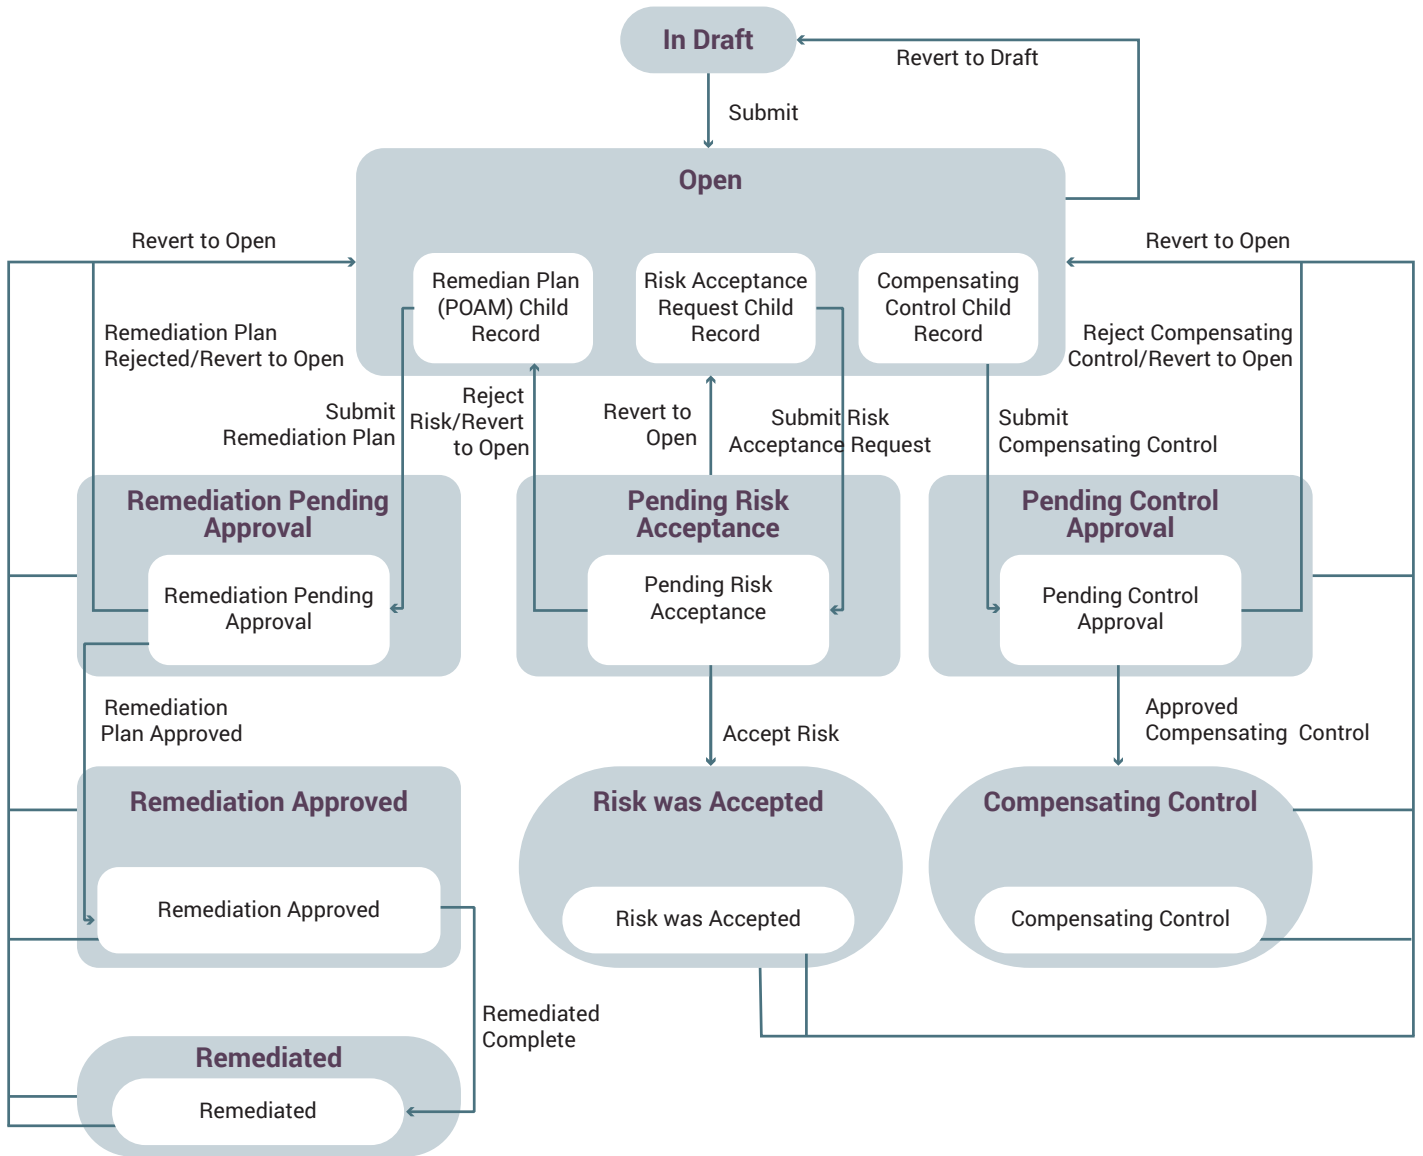 In Draft
Revert to Draft
Submit
Open
Revert to Open
Revert to Open
Remedian Plan
(POAM) Child
Record
Risk Acceptance
Request Child
Record
Compensating
Control Child
Record
Remediation Plan
Rejected/Revert to Open
Reject Compensating
Control/Revert to Open
Submit
Remediation Plan
Reject
Risk/Revert
to Open
Revert to
Open
Submit Risk
Acceptance Request
Submit
Compensating Control
Remediation Pending
Approval
Pending Risk
Acceptance
Pending Control
Approval
Remediation Pending
Approval
Pending Risk
Acceptance
Pending Control
Approval
Remediation
Plan Approved
Accept Risk
Approved
Compensating Control
Remediation Approved
Risk was Accepted
Compensating Control
Remediation Approved
Risk was Accepted
Compensating Control
Remediated
Complete
Remediated
Remediated